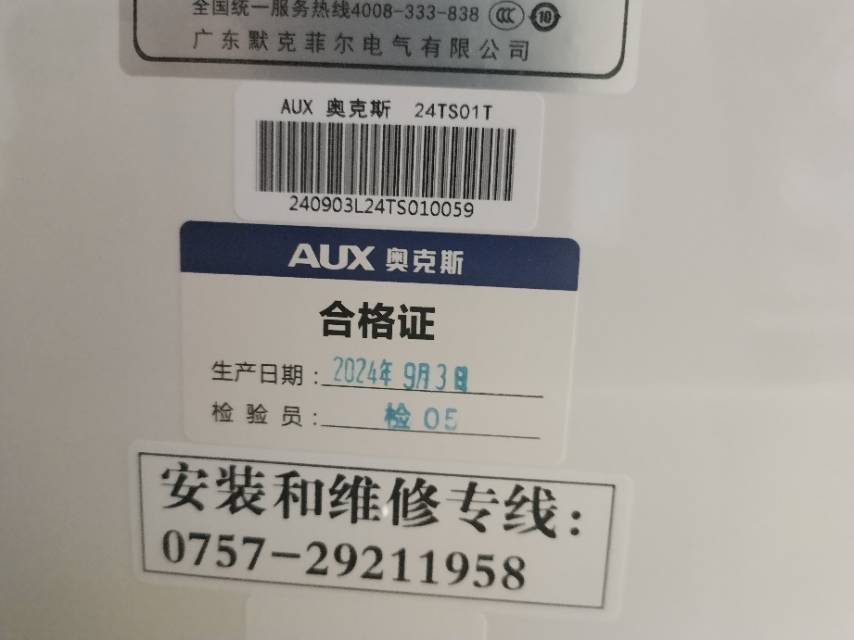 全国统一服务热线4008-333-838
广东默克菲尔电气有限公司
AUX 奥克斯 24TS01T
240903L24TS010059
AUX 奥克斯
合格证
生产日期：2024年9月3日
检验员：检05
安装和维修专线：
0757-29211958